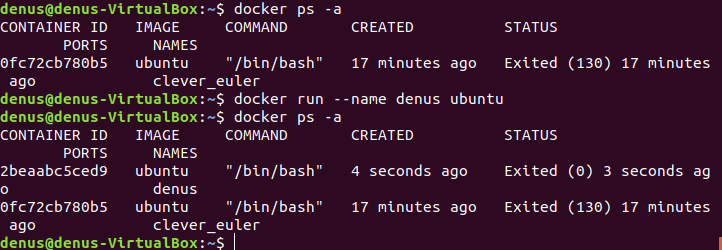 denus@denus-VirtualBox:~$ docker ps -a
CONTAINER ID   IMAGE     COMMAND       CREATED          STATUS
        PORTS     NAMES
0fc72cb780b5   ubuntu    "/bin/bash"   17 minutes ago   Exited (130) 17 minutes
 ago              clever_euler
denus@denus-VirtualBox:~$ docker run --name denus ubuntu
denus@denus-VirtualBox:~$ docker ps -a
CONTAINER ID   IMAGE     COMMAND       CREATED          STATUS
        PORTS     NAMES
2beaabc5ced9   ubuntu    "/bin/bash"   4 seconds ago    Exited (0) 3 seconds ag
o                 denus
0fc72cb780b5   ubuntu    "/bin/bash"   17 minutes ago   Exited (130) 17 minutes
 ago              clever_euler
denus@denus-VirtualBox:~$